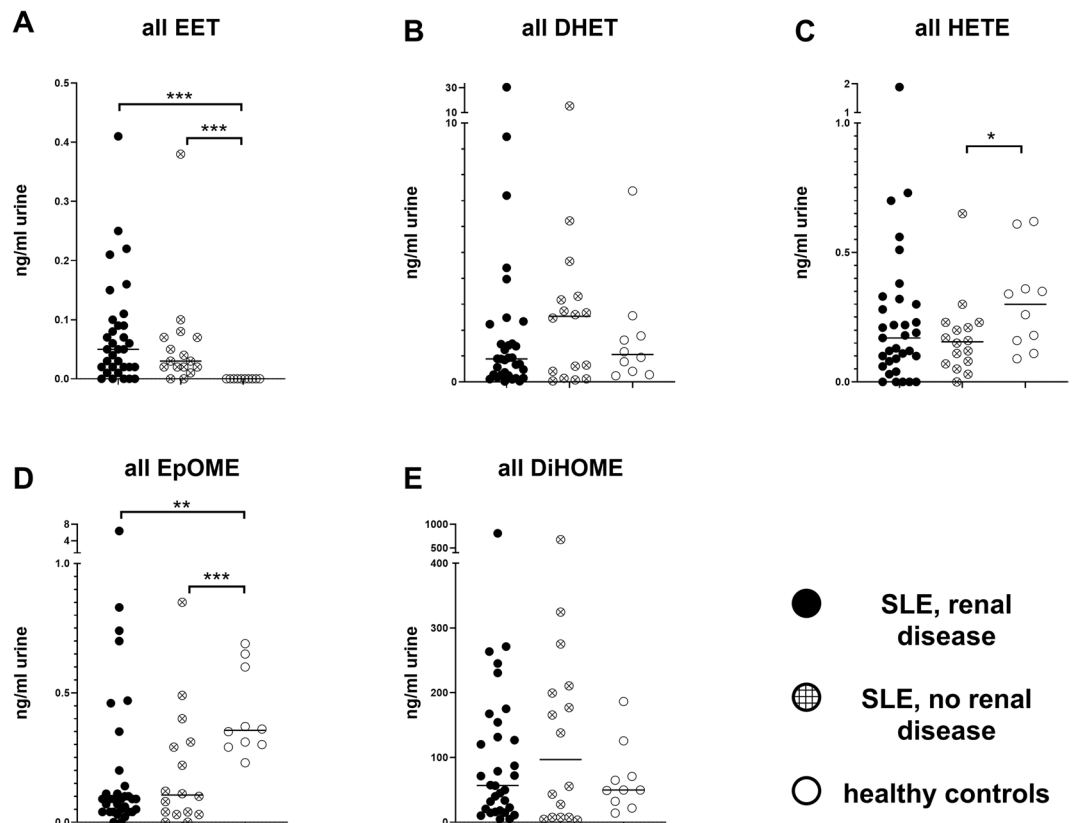 A
all EET
ng/ml urine
0.5
0.4
0.3
0.2
0.1
0.0
***
***
B
all DHET
ng/ml urine
30
10
10
0
C
all HETE
ng/ml urine
2
1
1.0
0.5
0.0
*
D
all EpOME
ng/ml urine
8
4
1.0
0.5
0.0
**
***
E
all DiHOME
ng/ml urine
1000
500
400
300
200
100
0
SLE, renal
disease
SLE, no renal
disease
healthy controls